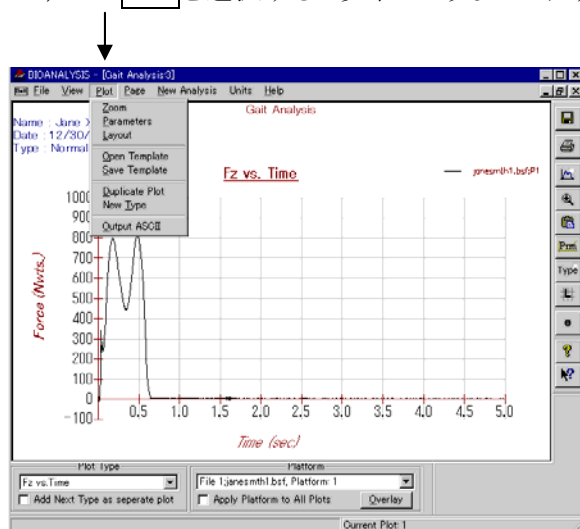 BIOANALYSIS - [Gait Analysis:3]
File View Plot Page New Analysis Units Help
Zoom
Parameters
Layout
Open Template
Save Template
Duplicate Plot
New Type
Output ASCII
Gait Analysis
Name : Jane
Date : 12/30/
Type : Normal
Fz vs. Time
janesmth1.bsf;P1
Force (Nwts.)
100
90
800
700
600
500
400
300
200
100
0
-100
0.5 1.0 1.5 2.0 2.5 3.0 3.5 4.0 4.5 5.0
Time (sec)
Prmt
Type
Plot Type
Fz vs.Time
Add Next Type as seperate plot
Platform
File 1;janesmth1.bsf, Platform: 1
Apply Platform to All Plots
Overlay
Current Plot: 1